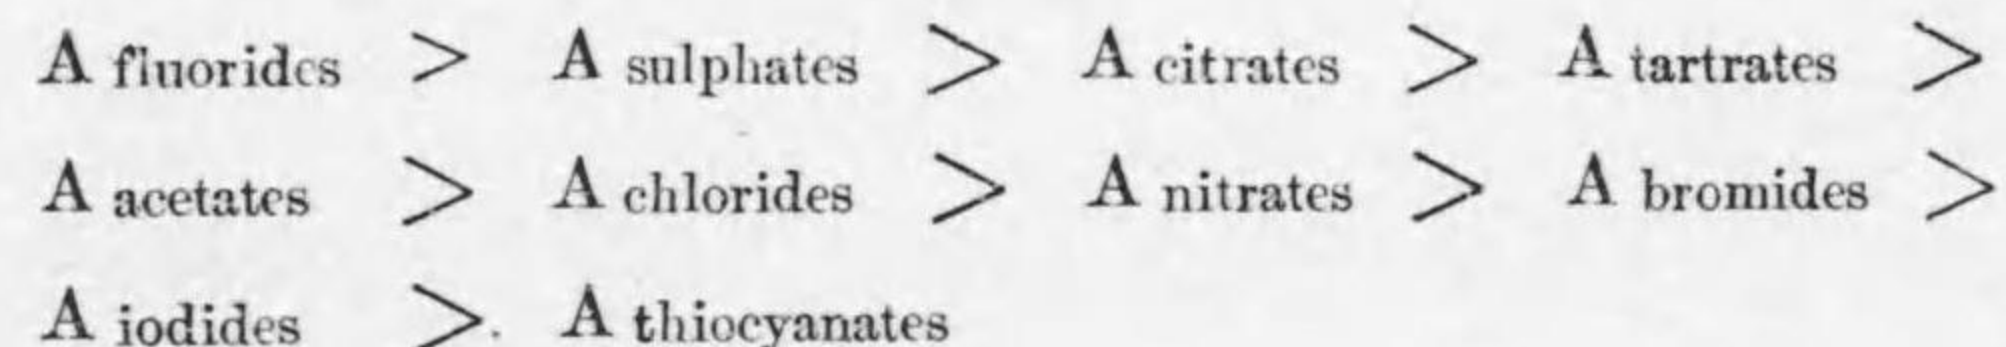 A fluorides > A sulphates > A citrates > A tartrates >
A acetates > A chlorides > A nitrates > A bromides >
A iodides >. A thiocyanates